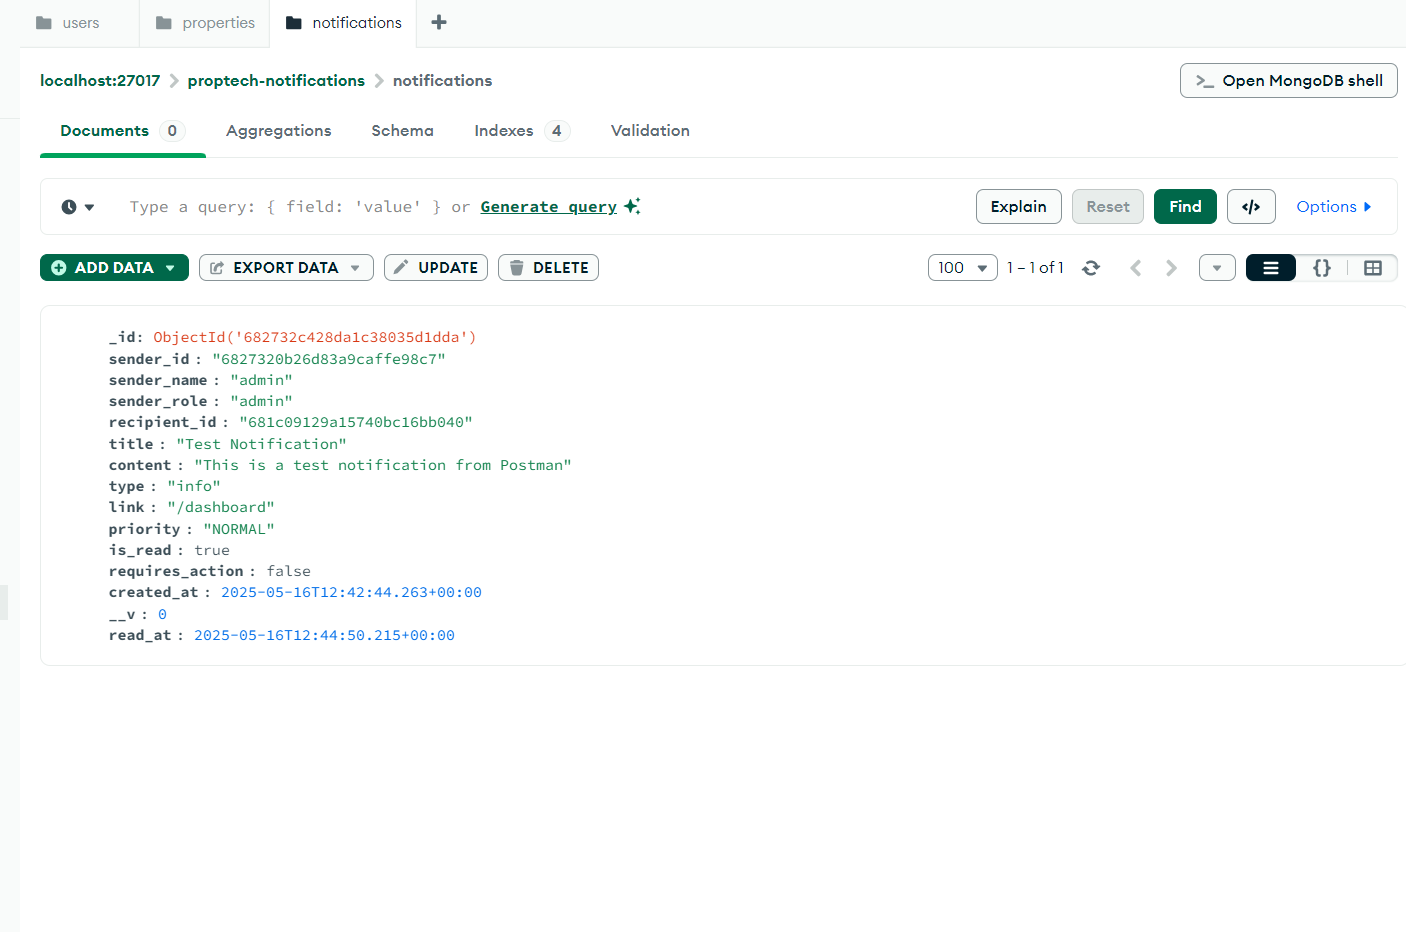 users properties notifications
localhost:27017 proptech-notifications notifications
>_ Open MongoDB shell
Documents 0 Aggregations Schema Indexes 4 Validation
Type a query: { field: 'value' } or Generate query Explain Reset Find </> Options
ADD DATA EXPORT DATA UPDATE DELETE 100 1 – 1 of 1 {}
_id: ObjectId('682732c428da1c38035d1dda')
sender_id : "6827320b26d83a9caffe98c7"
sender_name : "admin"
sender_role : "admin"
recipient_id : "681c09129a15740bc16bb040"
title : "Test Notification"
content : "This is a test notification from Postman"
type : "info"
link : "/dashboard"
priority : "NORMAL"
is_read : true
requires_action : false
created_at : 2025-05-16T12:42:44.263+00:00
__v : 0
read_at : 2025-05-16T12:44:50.215+00:00